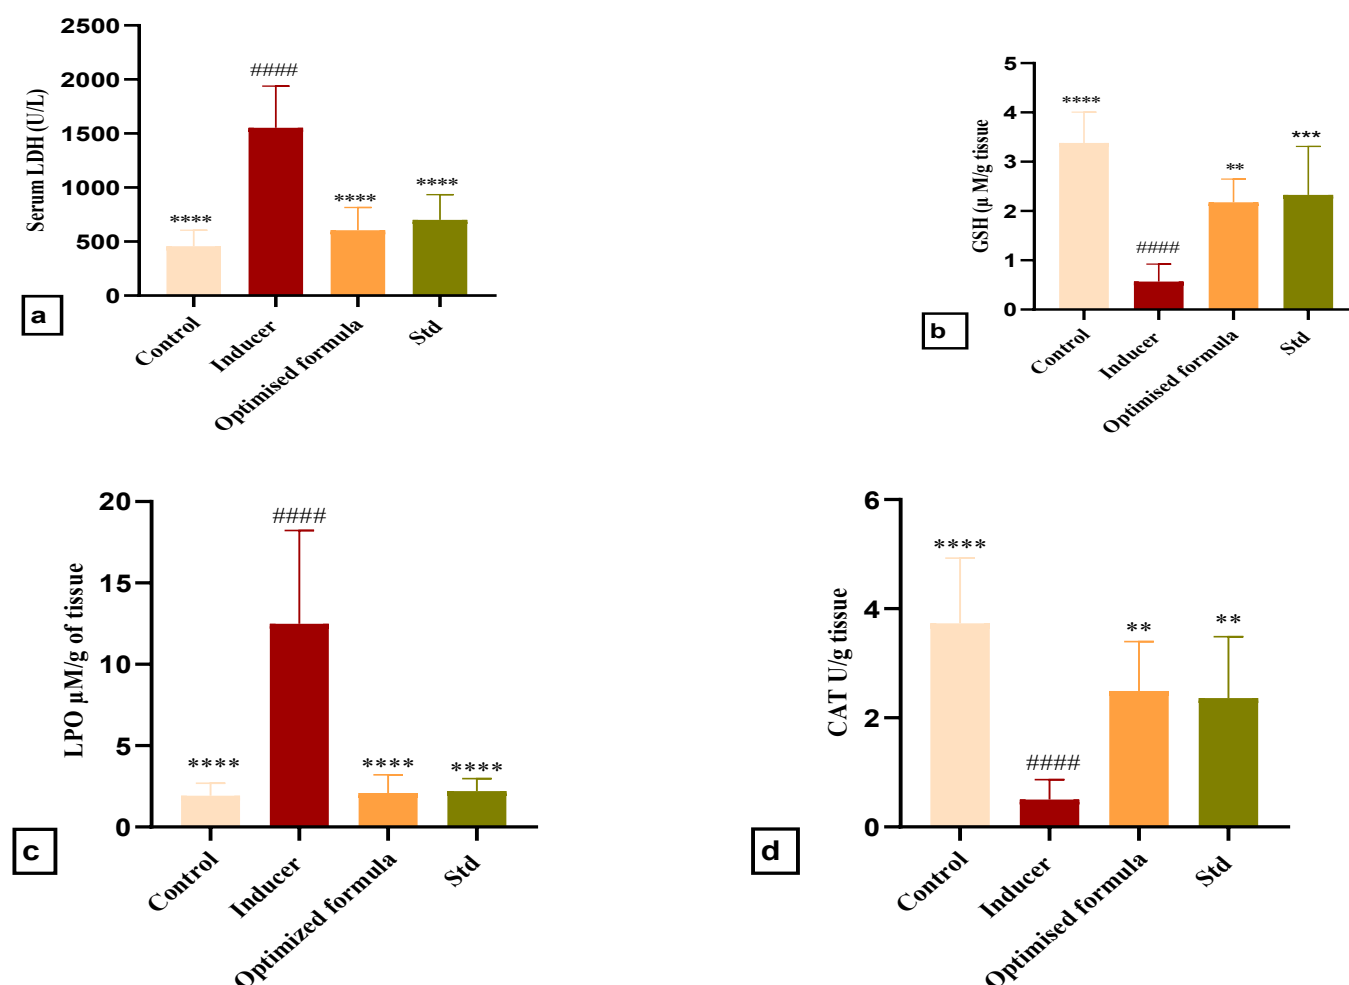 2500
2000
1500
1000
500
0
Serum LDH (U/L)
####
****
****
****
Control
Inducer
Optimised formula
Std
a
5
4
3
2
1
0
GSH (µ M/g tissue
****
####
**
***
Control
Inducer
Optimised formula
Std
b
20
15
10
5
0
LPO µM/g of tissue
####
****
****
****
Control
Inducer
Optimized formula
Std
c
6
4
2
0
CAT U/g tissue
****
####
**
**
Control
Inducer
Optimised formula
Std
d